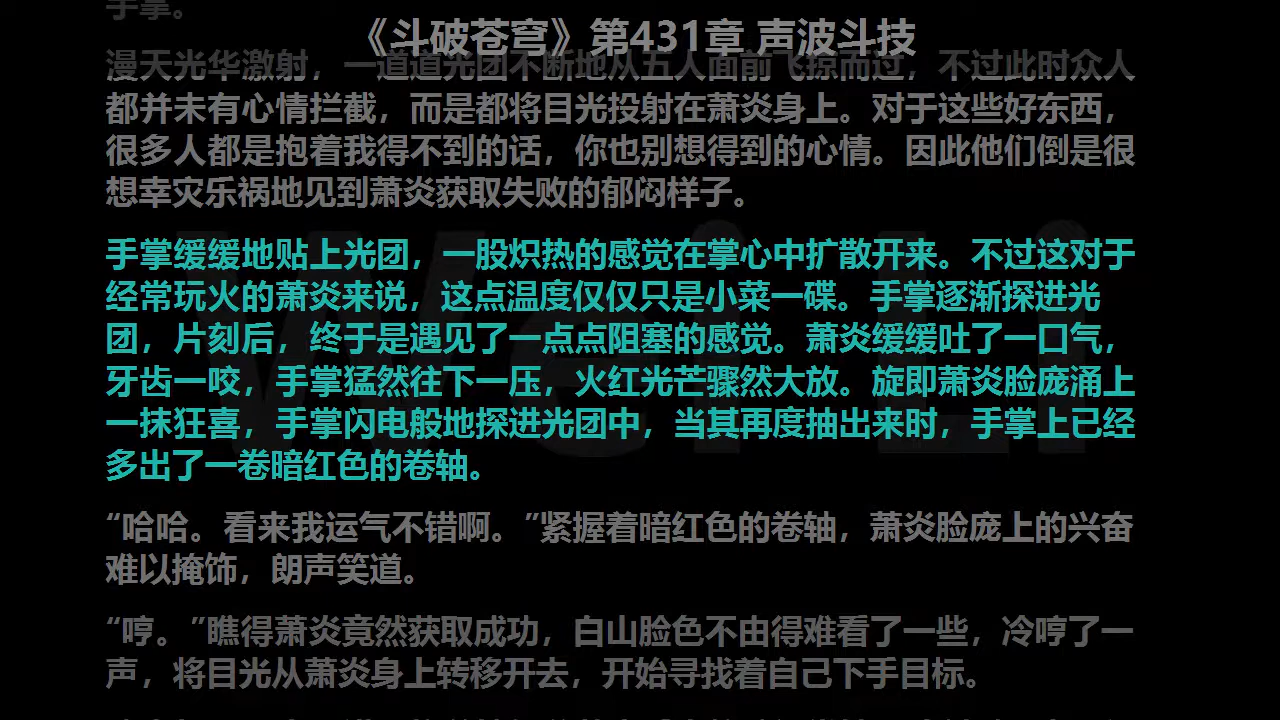 手掌。
《斗破苍穹》第431章 声波斗技
漫天光华激射，一道道光团不断地从五人面前飞掠而过，不过此时众人
都并未有心情拦截，而是都将目光投射在萧炎身上。对于这些好东西，
很多人都是抱着我得不到的话，你也别想得到的心情。因此他们倒是很
想幸灾乐祸地见到萧炎获取失败的郁闷样子。
手掌缓缓地贴上光团，一股炽热的感觉在掌心中扩散开来。不过这对于
经常玩火的萧炎来说，这点温度仅仅只是小菜一碟。手掌逐渐探进光
团，片刻后，终于是遇见了一点点阻塞的感觉。萧炎缓缓吐了一口气，
牙齿一咬，手掌猛然往下一压，火红光芒骤然大放。旋即萧炎脸庞涌上
一抹狂喜，手掌闪电般地探进光团中，当其再度抽出来时，手掌上已经
多出了一卷暗红色的卷轴。
“哈哈。看来我运气不错啊。”紧握着暗红色的卷轴，萧炎脸庞上的兴奋
难以掩饰，朗声笑道。
“哼。”瞧得萧炎竟然获取成功，白山脸色不由得难看了一些，冷哼了一
声，将目光从萧炎身上转移开去，开始寻找着自己下手目标。
Wei Li